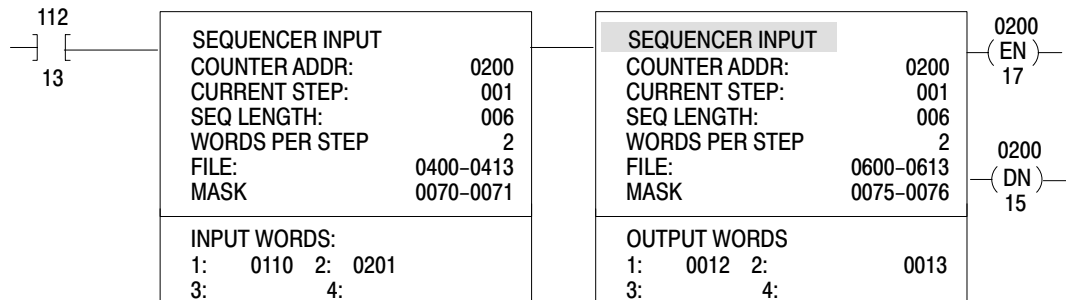 112
13
SEQUENCER INPUT
COUNTER ADDR: 0200
CURRENT STEP: 001
SEQ LENGTH: 006
WORDS PER STEP 2
FILE: 0400-0413
MASK 0070-0071
INPUT WORDS:
1: 0110 2: 0201
3: 4:
SEQUENCER INPUT
COUNTER ADDR: 0200
CURRENT STEP: 001
SEQ LENGTH: 006
WORDS PER STEP 2
FILE: 0600-0613
MASK 0075-0076
OUTPUT WORDS
1: 0012 2: 0013
3: 4:
0200
EN
17
0200
DN
15